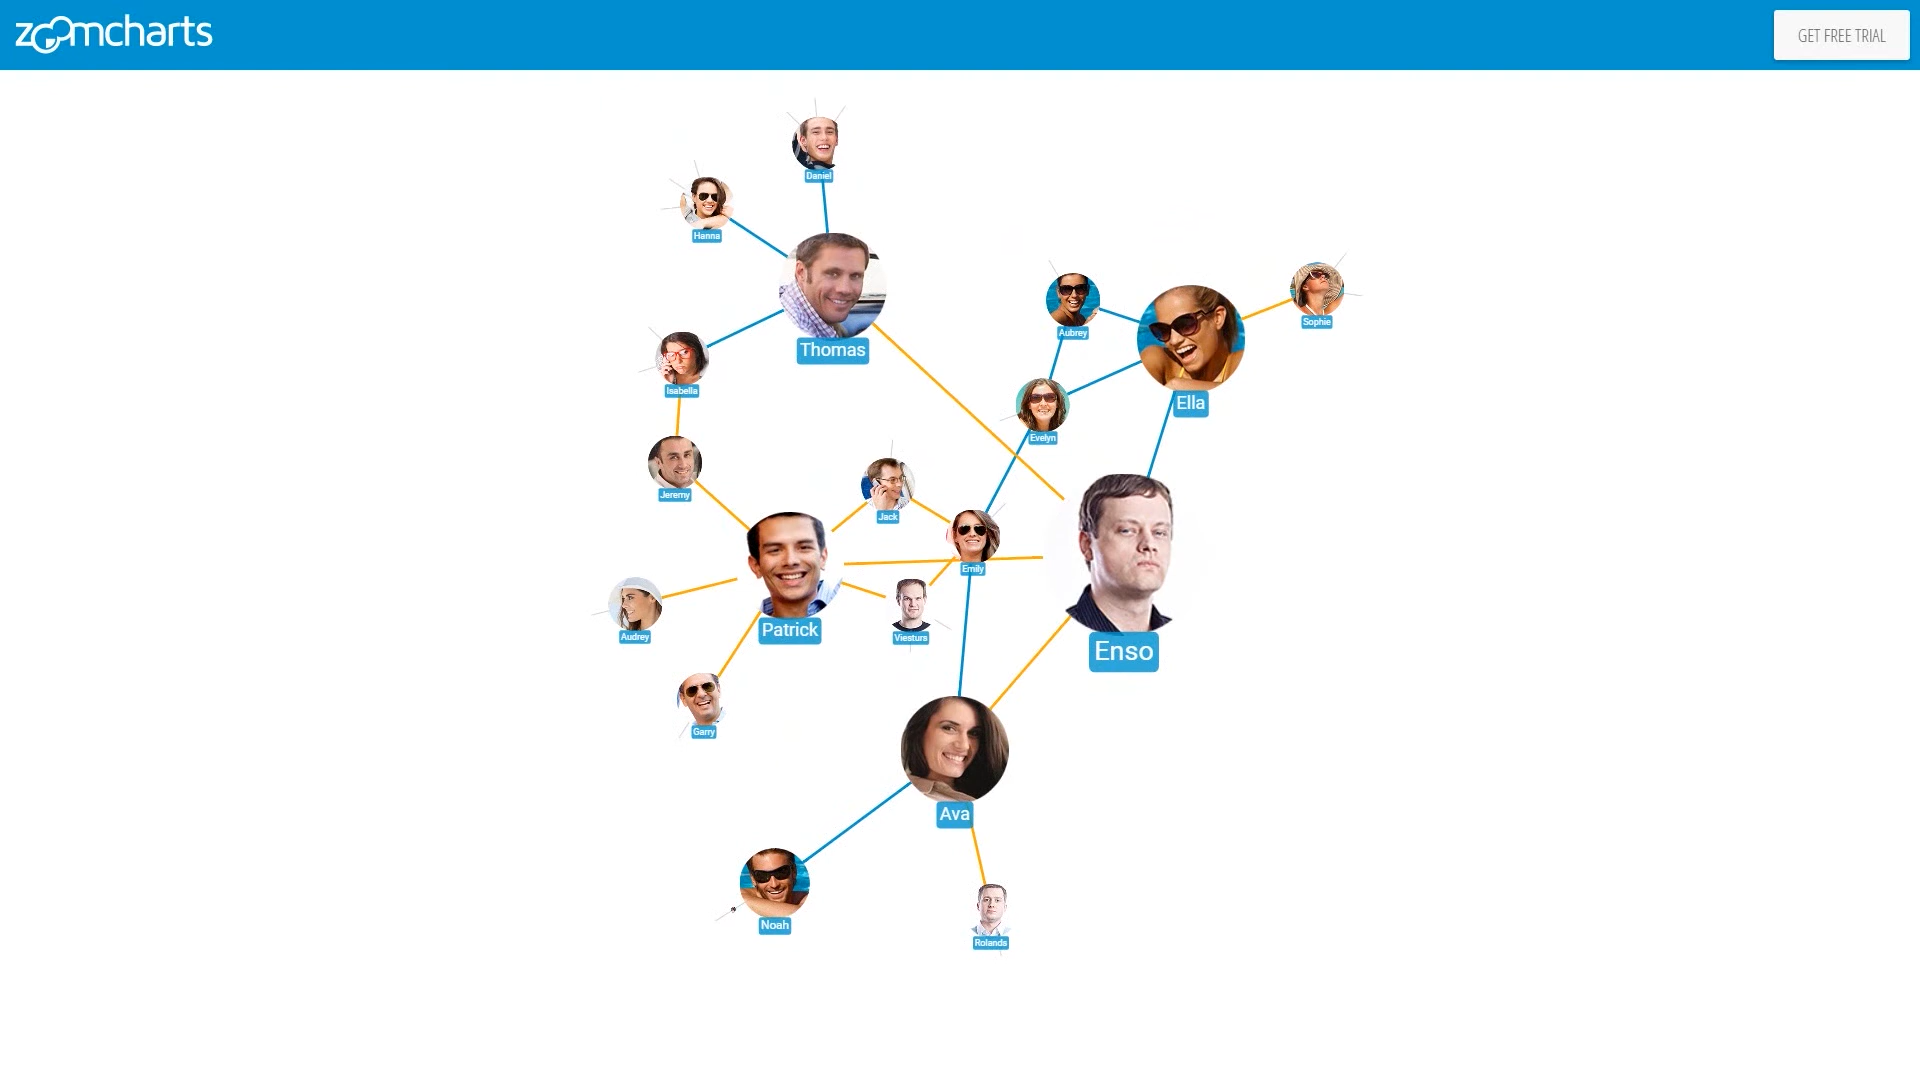 zoomcharts
GET FREE TRIAL
Daniel
Hanna
Thomas
Aubrey
Sophie
Isabella
Ella
Evelyn
Jeremy
Jack
Emily
Audrey
Patrick
Viesturs
Enso
Garry
Ava
Noah
Rolands